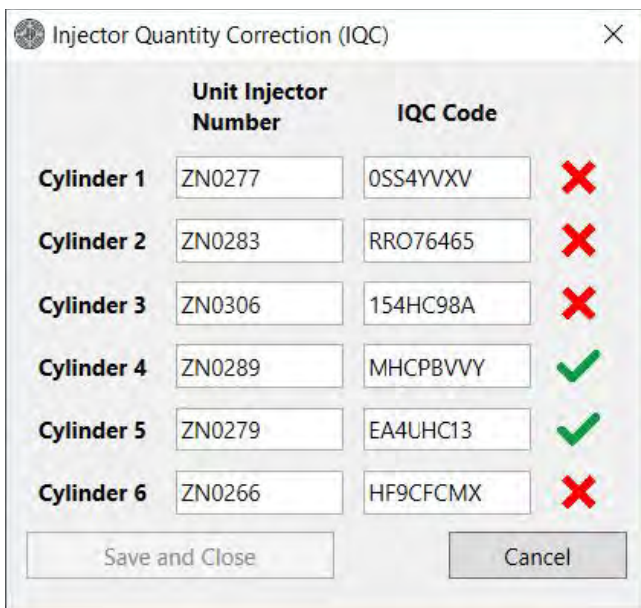 Injector Quantity Correction (IQC)
Unit Injector Number IQC Code
Cylinder 1 ZN0277 0SS4YVXV
Cylinder 2 ZN0283 RRO76465
Cylinder 3 ZN0306 154HC98A
Cylinder 4 ZN0289 MHCPBVVY
Cylinder 5 ZN0279 EA4UHC13
Cylinder 6 ZN0266 HF9CFCMX
Save and Close Cancel